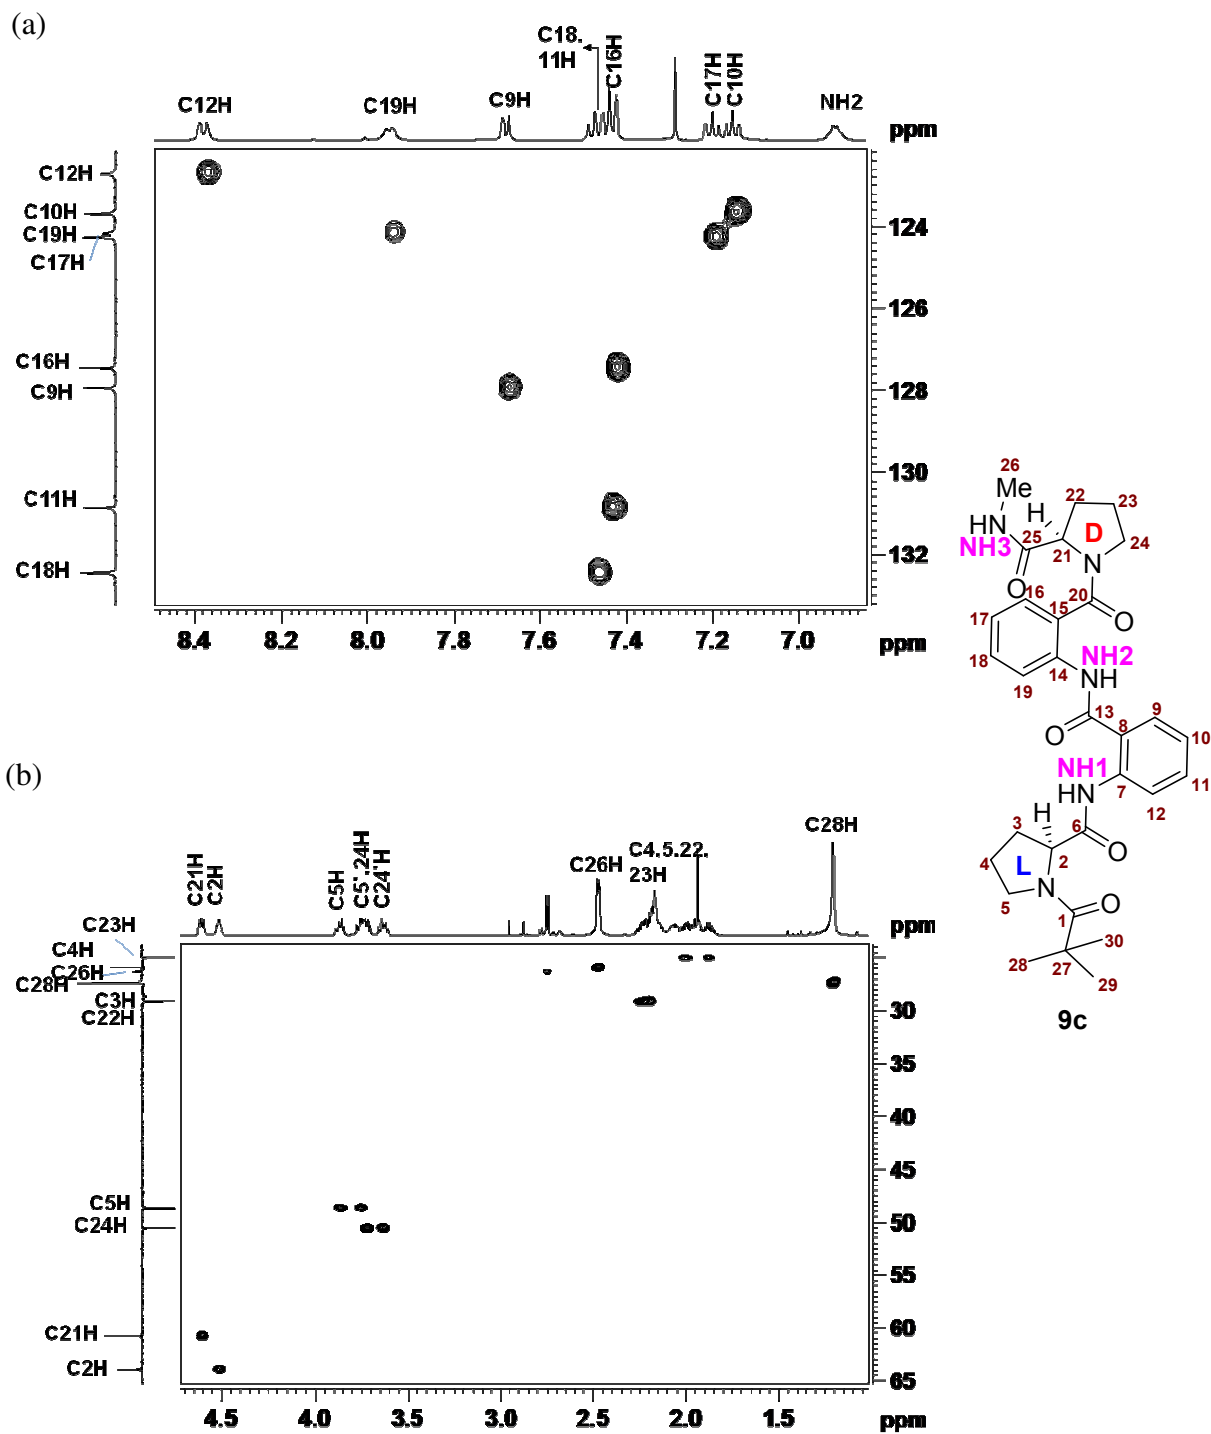 (a)
C18.
11H
C16H
C17H
C10H
C12H
C19H
C9H
NH2
ppm
C12H
C10H
C19H
C17H
C16H
C9H
C11H
C18H
124
126
128
130
132
8.4 8.2 8.0 7.8 7.6 7.4 7.2 7.0 ppm
(b)
C21H
C2H
C5H
C5'.24H
C24'H
C26H
C4.5.22.
23H
C28H
ppm
C23H
C4H
C26H
C28H
C3H
C22H
C5H
C24H
C21H
C2H
30
35
40
45
50
55
60
65
4.5 4.0 3.5 3.0 2.5 2.0 1.5 ppm
26
Me
HN
NH3
H
22
23
25
D
21
24
N
O
16
20
15
O
17
18
NH2
14
NH
19
13
9
8
O
10
NH1
HN
7
11
H
12
3
6
4
L
2
O
N
5
O
1
30
28
27
29
9c